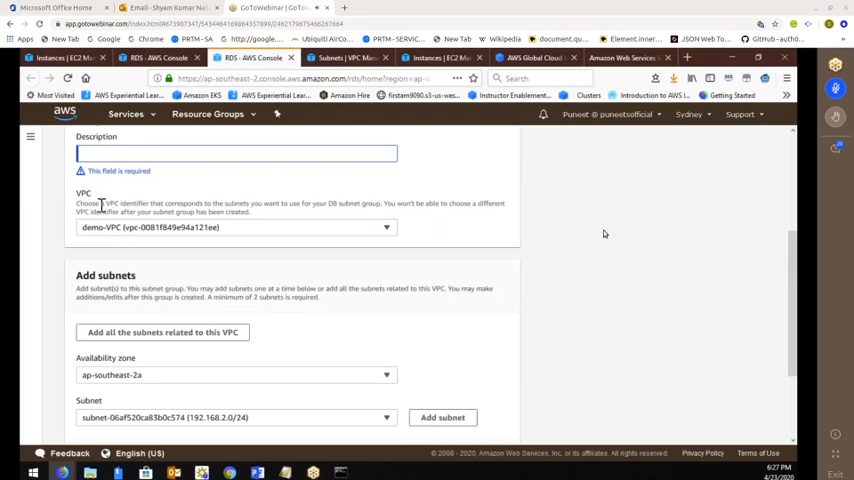 Microsoft Office Home
Email - Shyam Kumar Nai
GoToWebinar | GoTo
app.gotowebinar.com/index.html#673907347/5434464169864357899/2462179675466267664
Apps
Google
Chrome
PRTM-SG
http://google....
Ubiquiti AirCo...
PRTM – SG
New Tab
Wikipedia
document.qu...
Element.inner...
JSON Web To...
GitHub - autho...
Instances | EC2 Ma
RDS · AWS Console
RDS · AWS Console
Subnets | VPC Man
Instances | EC2 Ma
AWS Global Cloud I
Amazon Web Services
https://ap-southeast-2.console.aws.amazon.com/rds/home?region=ap-s
Search
Most Visited
AWS Experiential Lear...
Amazon EKS
AWS Experiential Lear...
Amazon Hire
firstam9090.s3-us-wes...
Instructor Enablement...
Clusters
Introduction to AWS I...
Getting Started
aws
Services
Resource Groups
Puneet @ puneetsofficial
Sydney
Support
Description
This field is required
VPC
Choose a VPC identifier that corresponds to the subnets you want to use for your DB subnet group. You won't be able to choose a different
VPC identifier after your subnet group has been created.
demo-VPC (vpc-0081f849e94a121ee)
Add subnets
Add subnet(s) to this subnet group. You may add subnets one at a time below or add all the subnets related to this VPC. You may make
additions/edits after this group is created. A minimum of 2 subnets is required.
Add all the subnets related to this VPC
Availability zone
ap-southeast-2a
Subnet
subnet-06af520ca83b0c574 (192.168.2.0/24)
Add subnet
Feedback
English (US)
© 2008 - 2020, Amazon Web Services, Inc. or its affiliates. All rights reserved.
Privacy Policy
Terms of Use
6:27 PM
4/23/2020
Exit